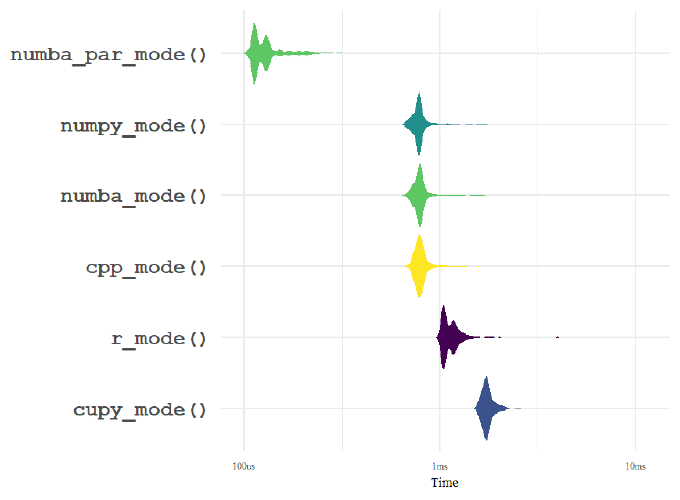 numba_par_mode()
numpy_mode()
numba_mode()
cpp_mode()
r_mode()
cupy_mode()
100us 1ms 10ms
Time